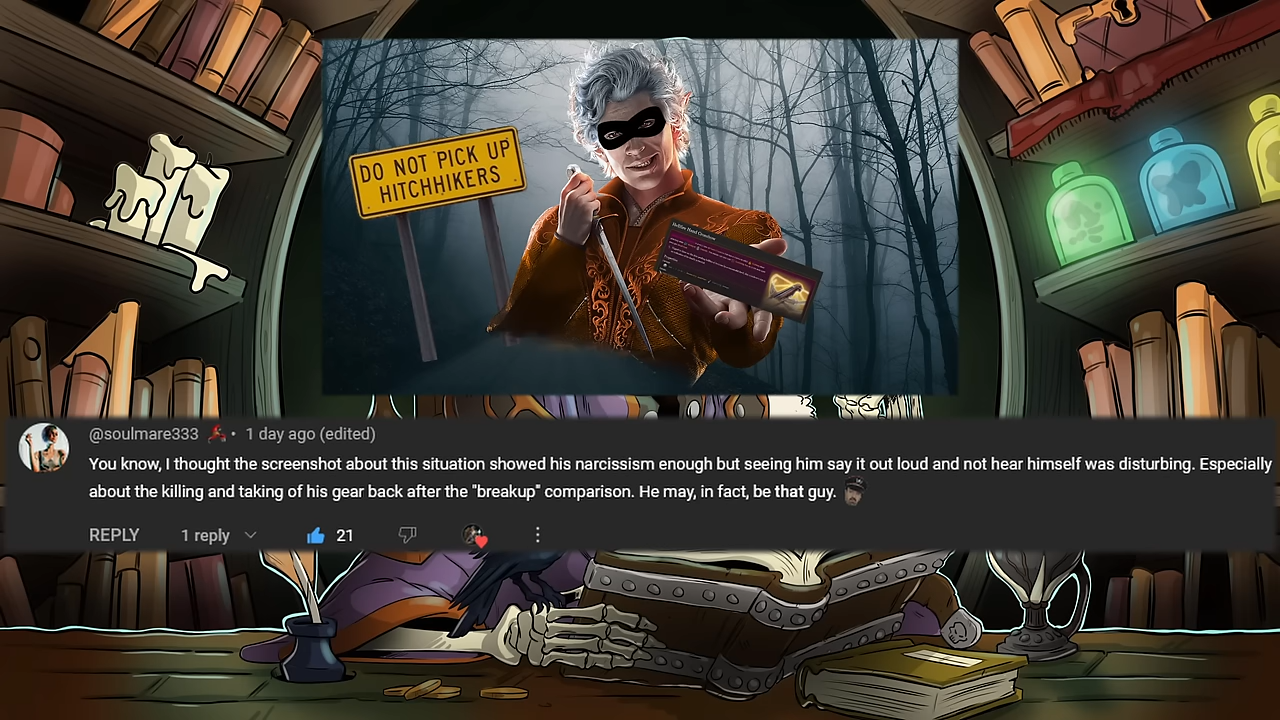 DO NOT PICK UP
HITCHHIKERS
Hellfire Hand Crossbow
@soulmare333 • 1 day ago (edited)
You know, I thought the screenshot about this situation showed his narcissism enough but seeing him say it out loud and not hear himself was disturbing. Especially
about the killing and taking of his gear back after the "breakup" comparison. He may, in fact, be that guy.
REPLY 1 reply 21